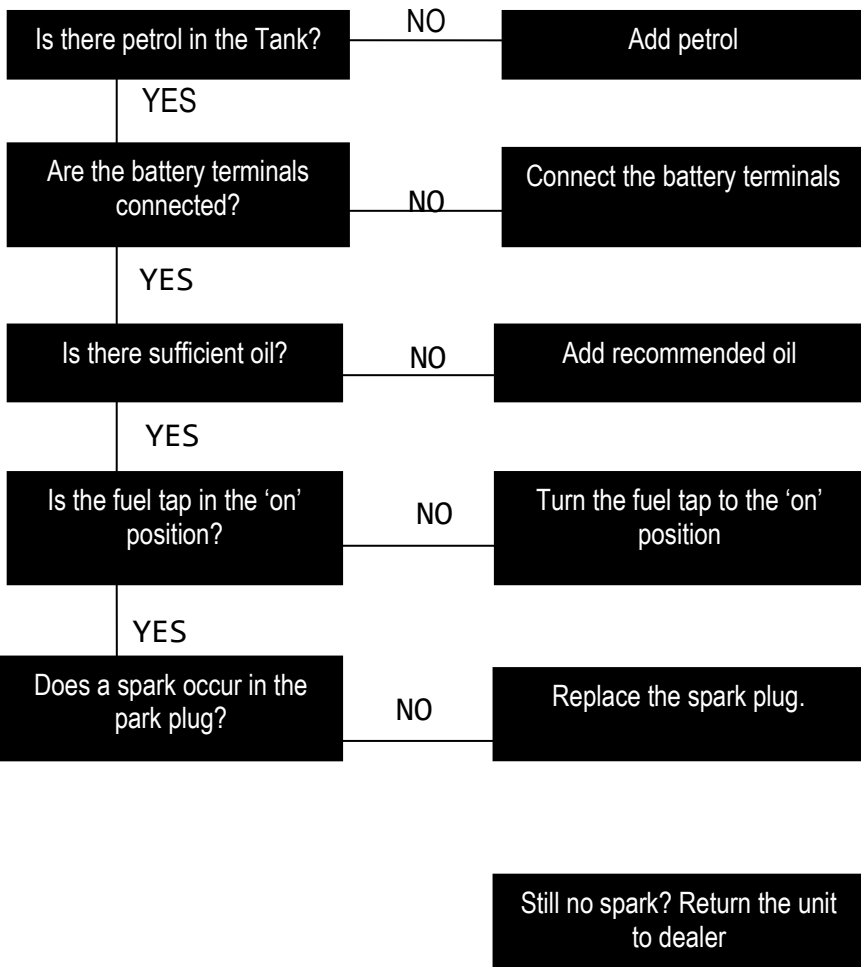 Is there petrol in the Tank?
NO
Add petrol
YES
Are the battery terminals
connected?
NO
Connect the battery terminals
YES
Is there sufficient oil?
NO
Add recommended oil
YES
Is the fuel tap in the ‘on’
position?
NO
Turn the fuel tap to the ‘on’
position
YES
Does a spark occur in the
park plug?
NO
Replace the spark plug.
Still no spark? Return the unit
to dealer